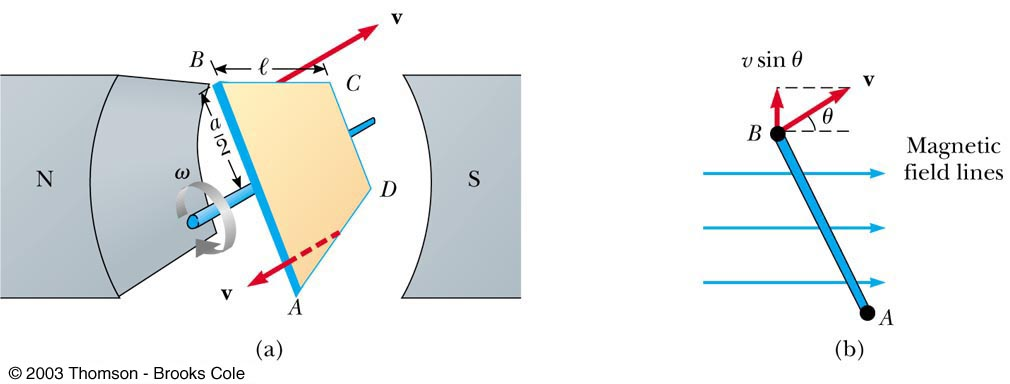 v
B
ℓ
C
a
2
N
ω
D
S
v
A
(a)
v sin θ
v
θ
B
Magnetic
field lines
A
(b)
© 2003 Thomson - Brooks Cole